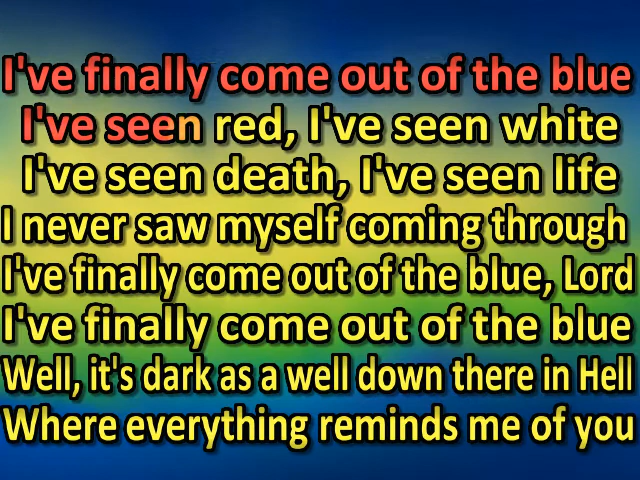 I've finally come out of the blue
I've seen red, I've seen white
I've seen death, I've seen life
I never saw myself coming through
I've finally come out of the blue, Lord
I've finally come out of the blue
Well, it's dark as a well down there in Hell
Where everything reminds me of you